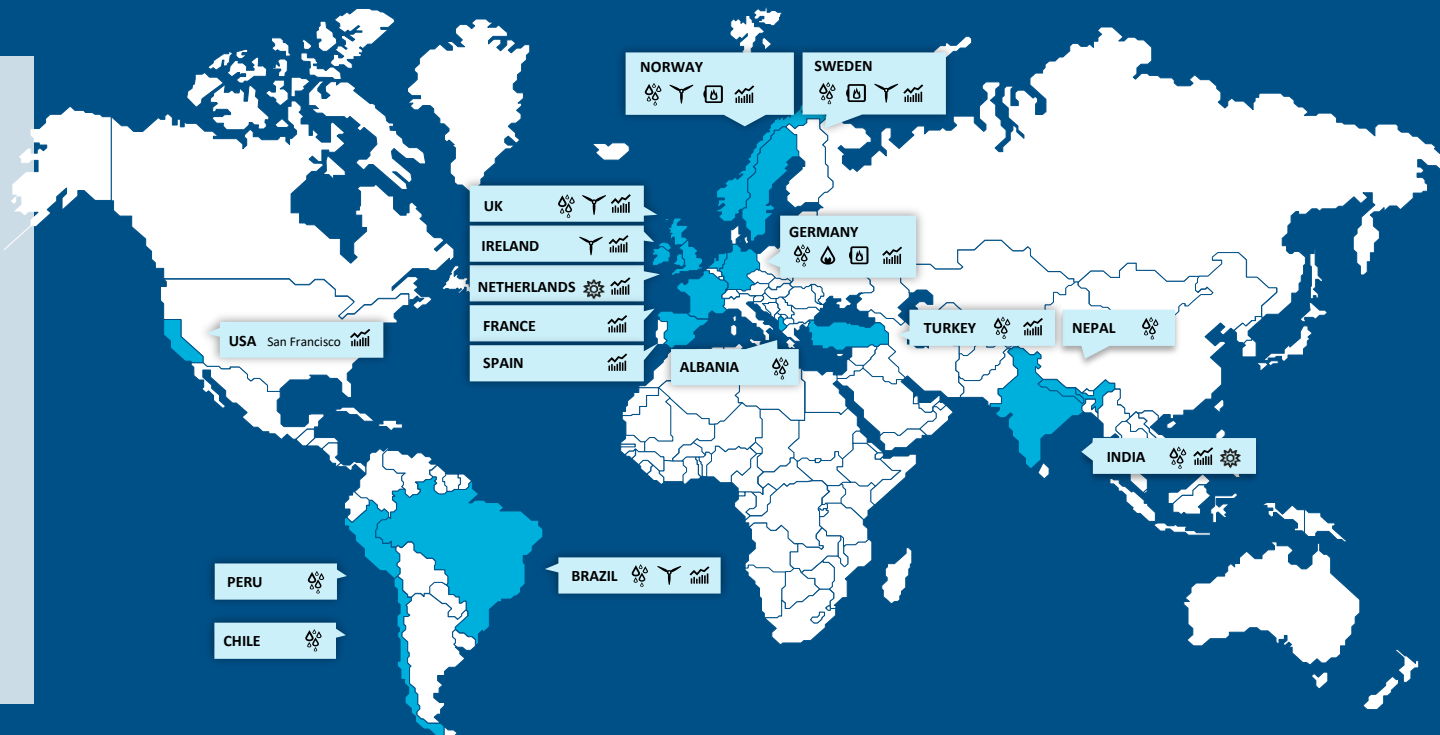 NORWAY
SWEDEN
UK
IRELAND
GERMANY
NETHERLANDS
FRANCE
TURKEY
NEPAL
USA San Francisco
SPAIN
ALBANIA
INDIA
PERU
BRAZIL
CHILE